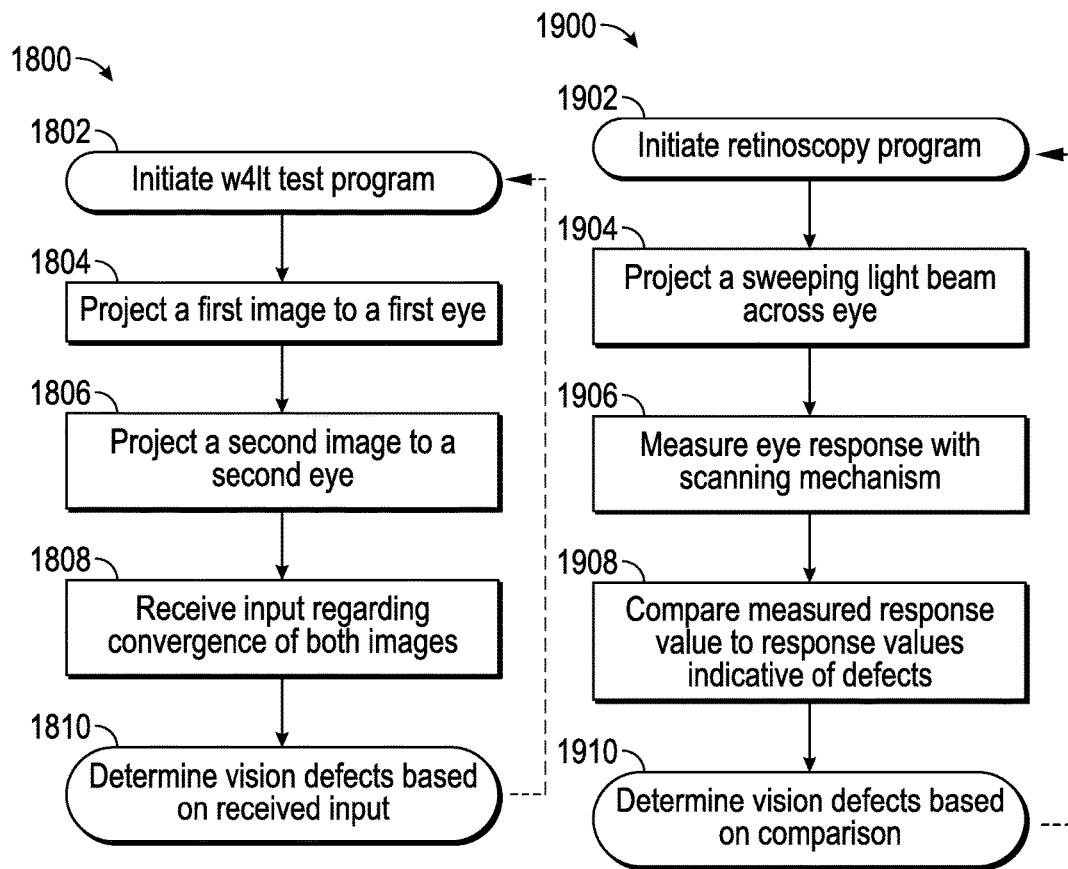 1800
1802
Initiate w4lt test program
1804
Project a first image to a first eye
1806
Project a second image to a
second eye
1808
Receive input regarding
convergence of both images
1810
Determine vision defects based
on received input
1900
1902
Initiate retinoscopy program
1904
Project a sweeping light beam
across eye
1906
Measure eye response with
scanning mechanism
1908
Compare measured response
value to response values
indicative of defects
1910
Determine vision defects based
on comparison